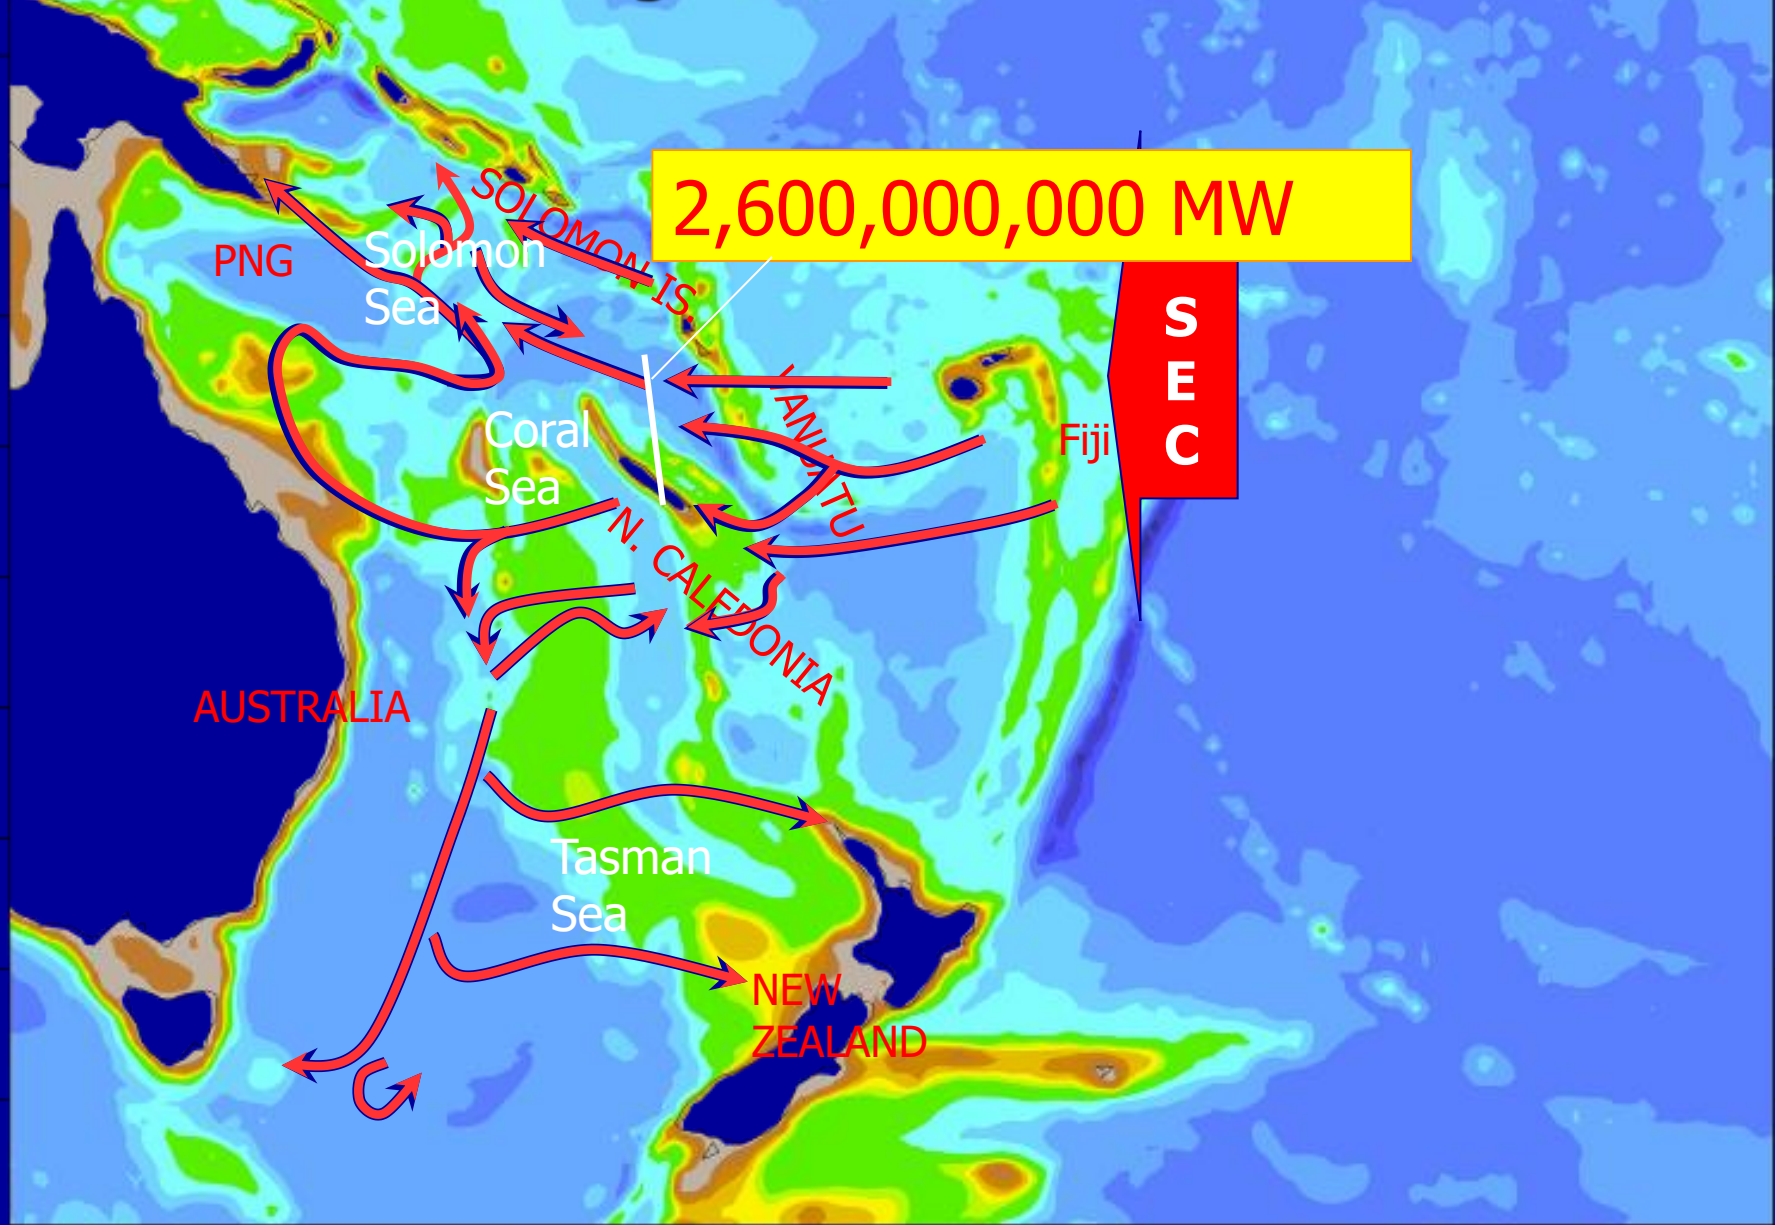 2,600,000,000 MW
SOLOMON IS.
PNG
Solomon
Sea
S
E
C
VANUATU
Fiji
Coral
Sea
N. CALEDONIA
AUSTRALIA
Tasman
Sea
NEW
ZEALAND